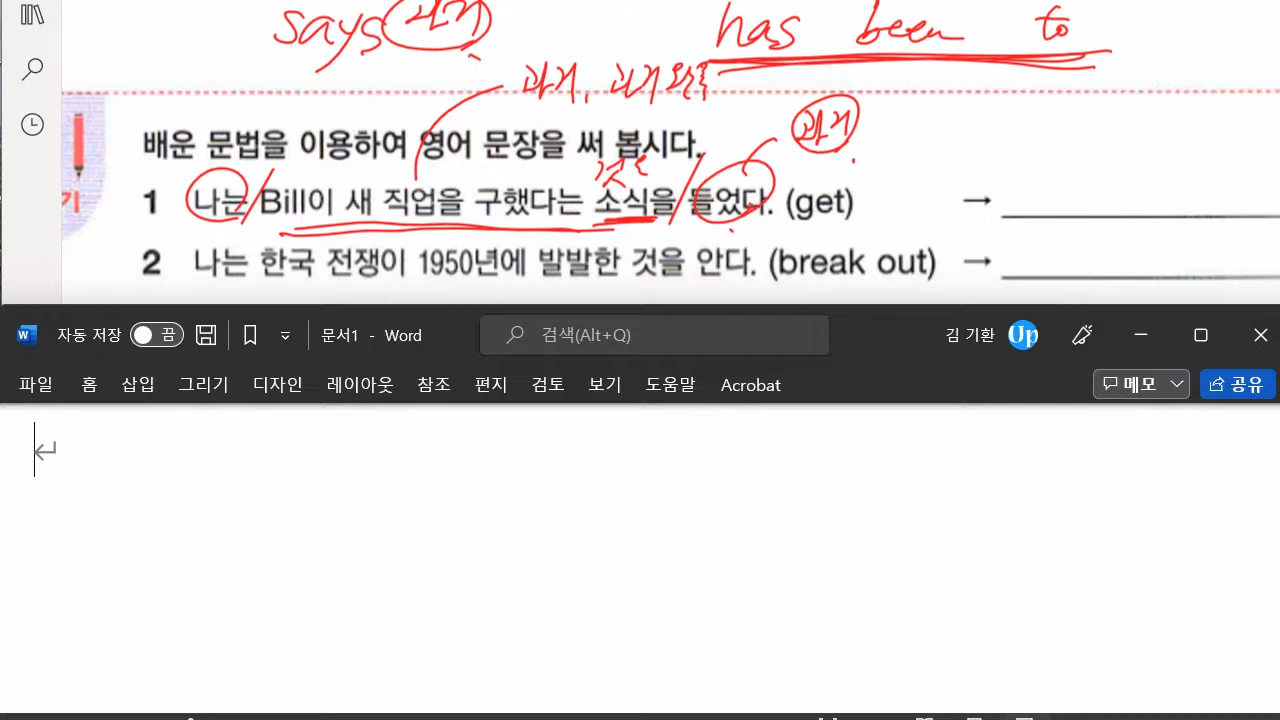 says 과거
has been to
과거, 과거완료
과거
배운 문법을 이용하여 영어 문장을 써 봅시다.
것을
기
1 나는 Bill이 새 직업을 구했다는 소식을 들었다. (get) →
2 나는 한국 전쟁이 1950년에 발발한 것을 안다. (break out) →
자동 저장 끔 문서1 - Word 검색(Alt+Q) 김 기환 Up
파일 홈 삽입 그리기 디자인 레이아웃 참조 편지 검토 보기 도움말 Acrobat 메모 공유